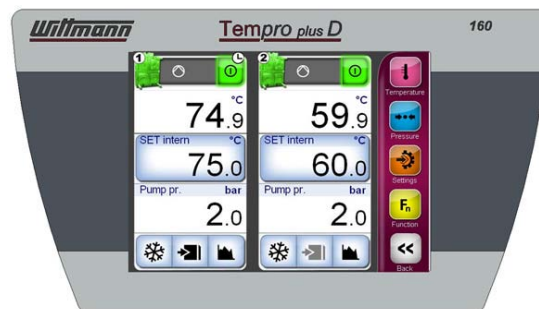 Wittmann
Tempro plus D
160
1
°C
74.9
SET intern °C
75.0
Pump pr. bar
2.0
2
°C
59.9
SET intern °C
60.0
Pump pr. bar
2.0
Temperature
Pressure
Settings
Fn
Function
<<
Back